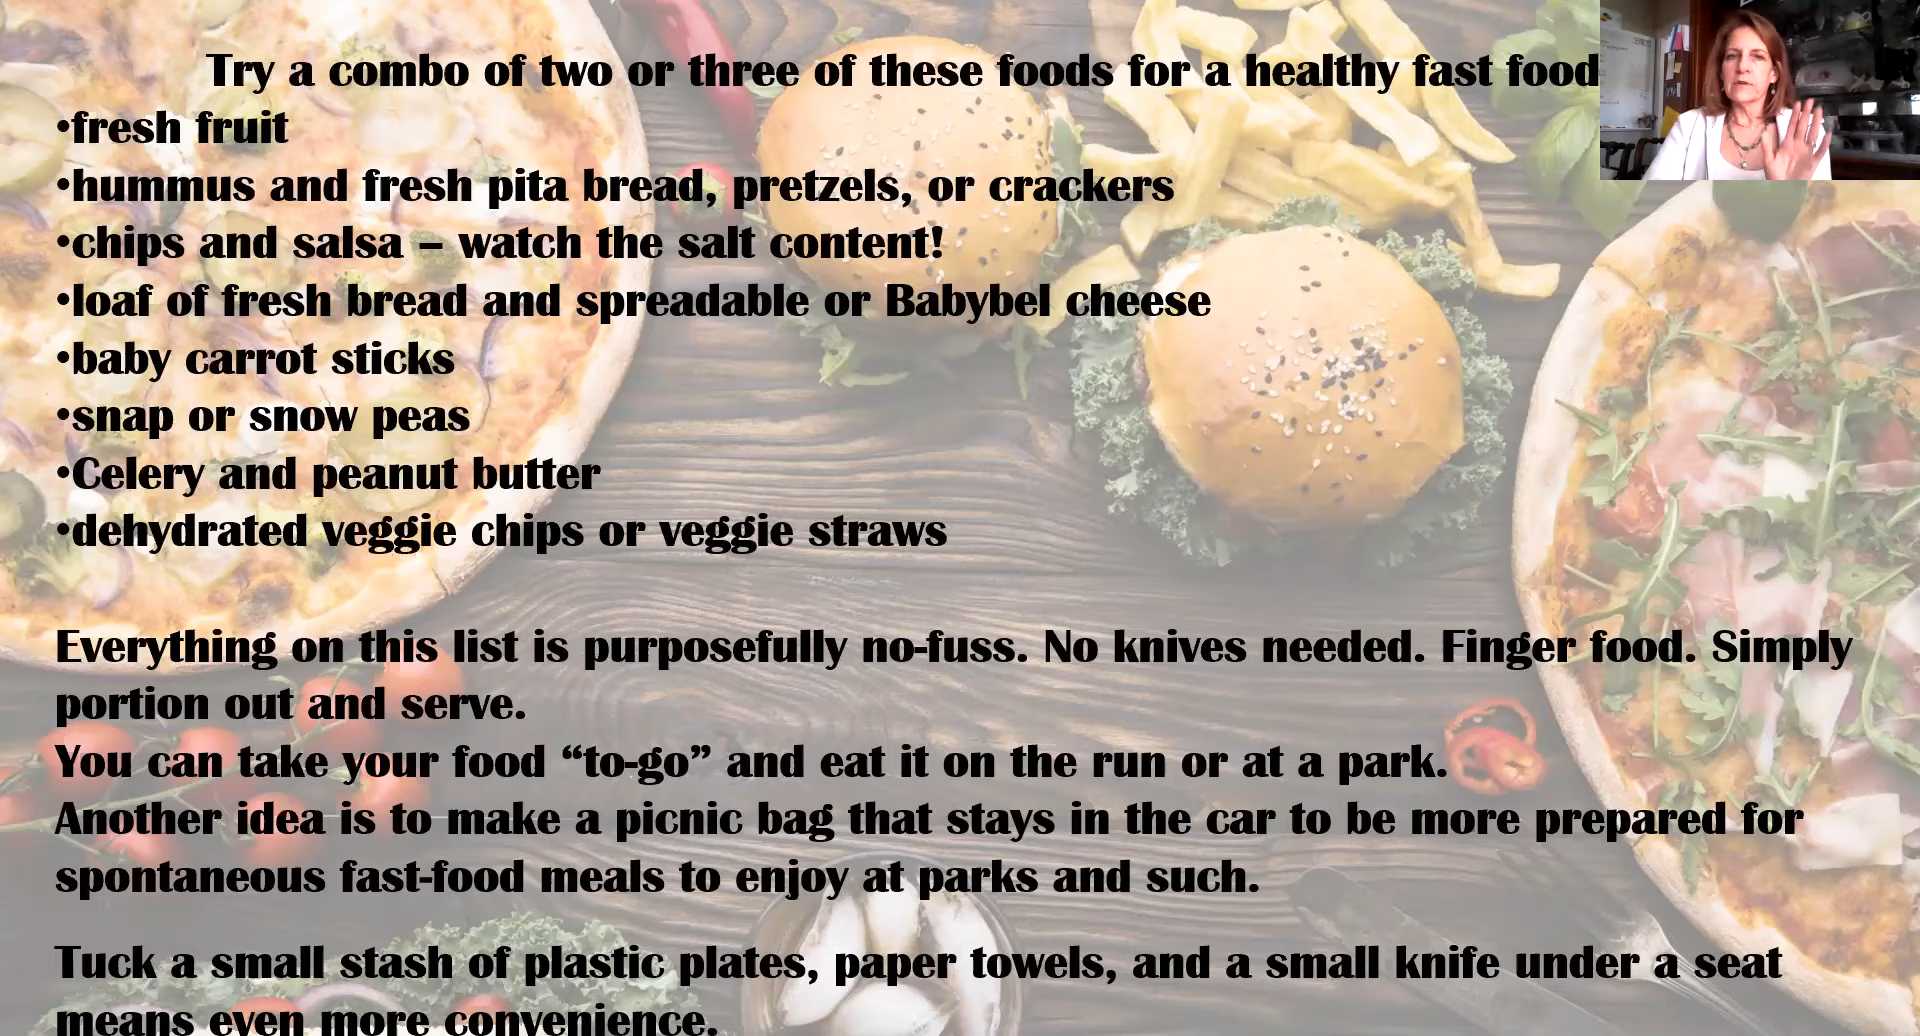 Try a combo of two or three of these foods for a healthy fast food
•fresh fruit
•hummus and fresh pita bread, pretzels, or crackers
•chips and salsa – watch the salt content!
•loaf of fresh bread and spreadable or Babybel cheese
•baby carrot sticks
•snap or snow peas
•Celery and peanut butter
•dehydrated veggie chips or veggie straws
Everything on this list is purposefully no-fuss. No knives needed. Finger food. Simply
portion out and serve.
You can take your food “to-go” and eat it on the run or at a park.
Another idea is to make a picnic bag that stays in the car to be more prepared for
spontaneous fast-food meals to enjoy at parks and such.
Tuck a small stash of plastic plates, paper towels, and a small knife under a seat
means even more convenience.